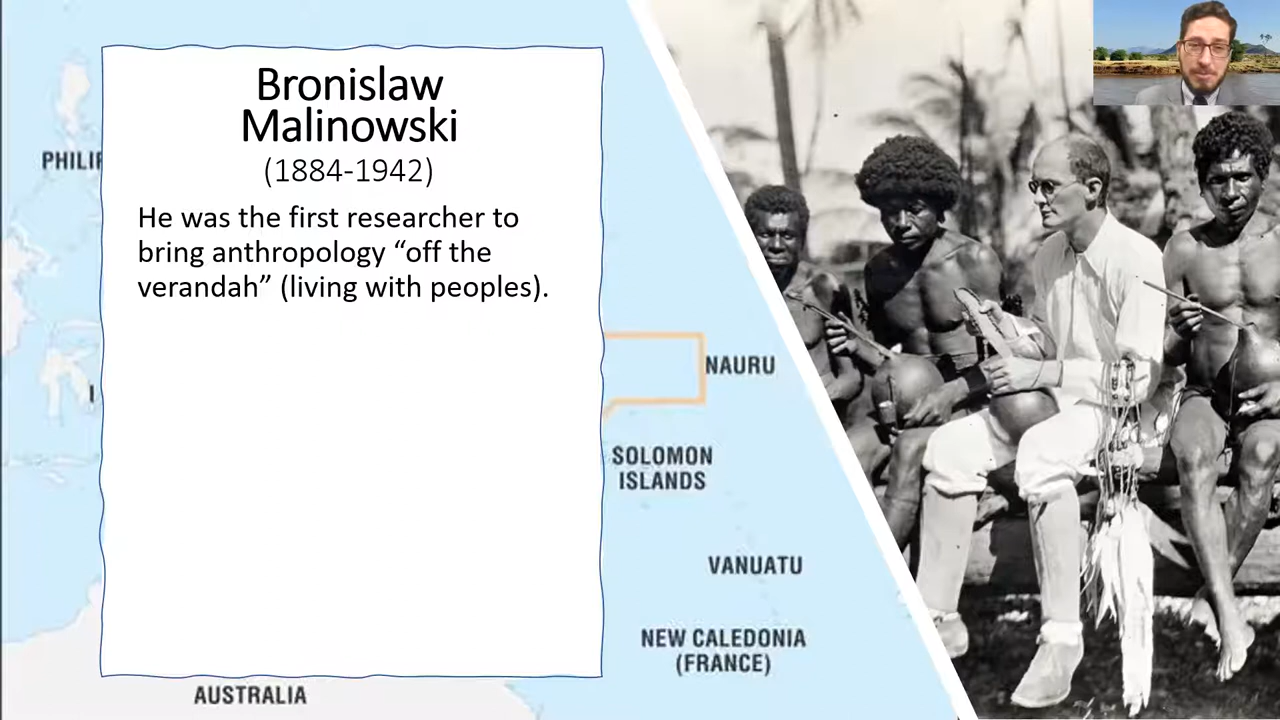 Bronislaw
Malinowski
(1884-1942)
He was the first researcher to
bring anthropology “off the
verandah” (living with peoples).
PHILIP
I
NAURU
SOLOMON
ISLANDS
VANUATU
NEW CALEDONIA
(FRANCE)
AUSTRALIA